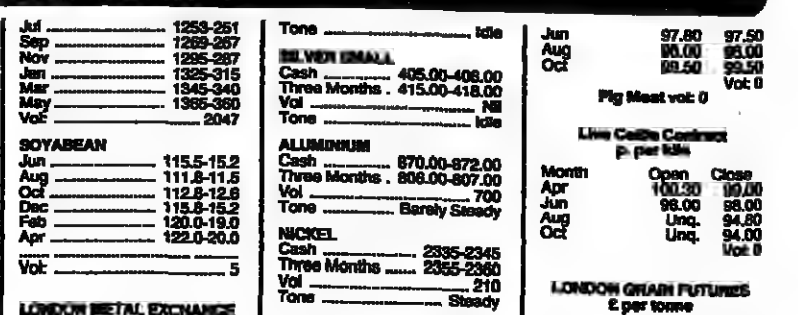 Jul 1253-251
Sep 1269-267
Nov 1295-287
Jan 1325-315
Mar 1345-340
May 1365-360
Vol: 2047
SOYABEAN
Jun 115.5-15.2
Aug 111.8-11.5
Oct 112.8-12.6
Dec 115.8-15.2
Feb 120.0-19.0
Apr 122.0-20.0
Vol: 5
LONDON METAL EXCHANGE
Tone Idle
SILVER SMALL
Cash 405.00-406.00
Three Months . 415.00-418.00
Vol Nil
Tone Idle
ALUMINIUM
Cash 870.00-872.00
Three Months . 806.00-807.00
Vol 700
Tone Barely Steady
NICKEL
Cash 2335-2345
Three Months 2355-2360
Vol 210
Tone Steady
Jun 97.80 97.50
Aug 98.00
Oct 99.50 99.50
Vol: 0
Pig Meat vol: 0
Live Cattle Contract
p. per kilo
Month Open Close
Apr 100.30 99.00
Jun 98.00 98.00
Aug Unq. 94.80
Oct Unq. 94.00
Vol: 0
LONDON GRAIN FUTURES
£ per tonne